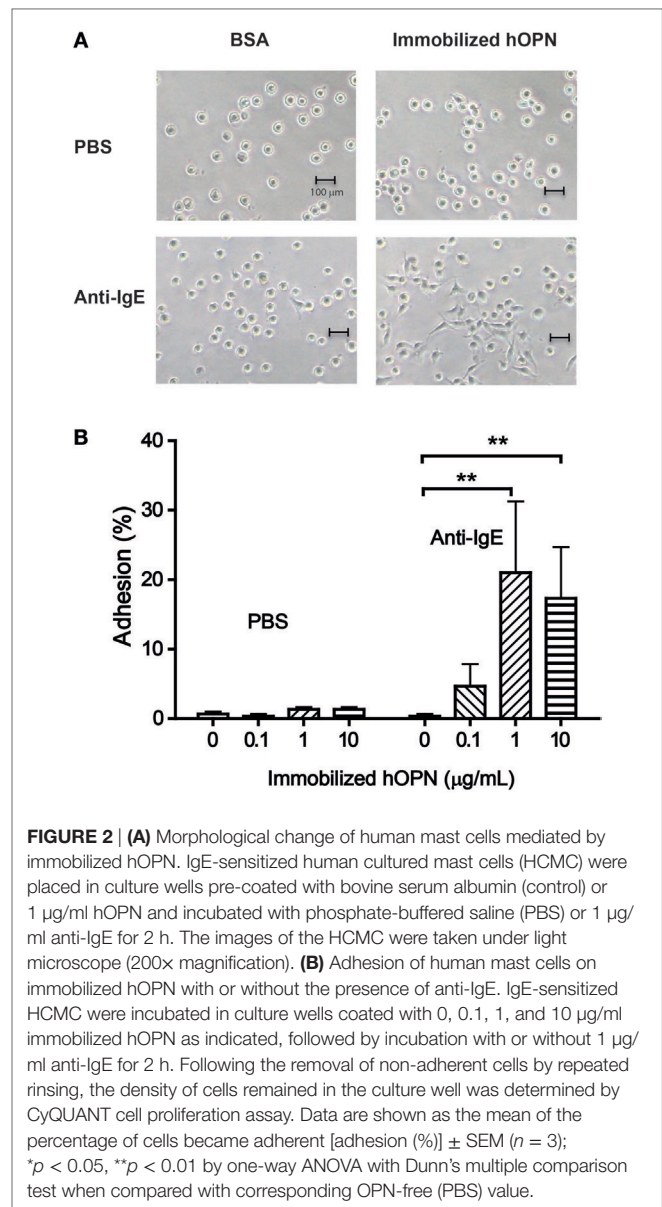 A
BSA
Immobilized hOPN
PBS
100 μm
Anti-IgE
B
40
30
20
10
0
Adhesion (%)
PBS
Anti-IgE
**
**
0 0.1 1 10 0 0.1 1 10
Immobilized hOPN (μg/mL)
FIGURE 2 | (A) Morphological change of human mast cells mediated by
immobilized hOPN. IgE-sensitized human cultured mast cells (HCMC) were
placed in culture wells pre-coated with bovine serum albumin (control) or
1 μg/ml hOPN and incubated with phosphate-buffered saline (PBS) or 1 μg/
ml anti-IgE for 2 h. The images of the HCMC were taken under light
microscope (200× magnification). (B) Adhesion of human mast cells on
immobilized hOPN with or without the presence of anti-IgE. IgE-sensitized
HCMC were incubated in culture wells coated with 0, 0.1, 1, and 10 μg/ml
immobilized hOPN as indicated, followed by incubation with or without 1 μg/
ml anti-IgE for 2 h. Following the removal of non-adherent cells by repeated
rinsing, the density of cells remained in the culture well was determined by
CyQUANT cell proliferation assay. Data are shown as the mean of the
percentage of cells became adherent [adhesion (%)] ± SEM (n = 3);
*p < 0.05, **p < 0.01 by one-way ANOVA with Dunn's multiple comparison
test when compared with corresponding OPN-free (PBS) value.